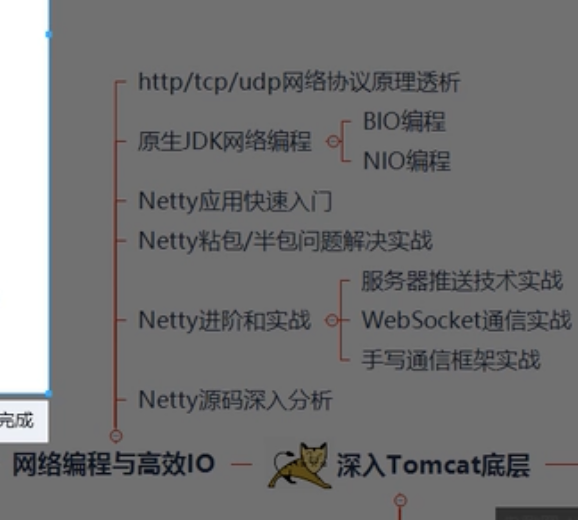 http/tcp/udp网络协议原理透析
原生JDK网络编程
BIO编程
NIO编程
Netty应用快速入门
Netty粘包/半包问题解决实战
Netty进阶和实战
服务器推送技术实战
WebSocket通信实战
手写通信框架实战
Netty源码深入分析
完成
网络编程与高效IO
深入Tomcat底层